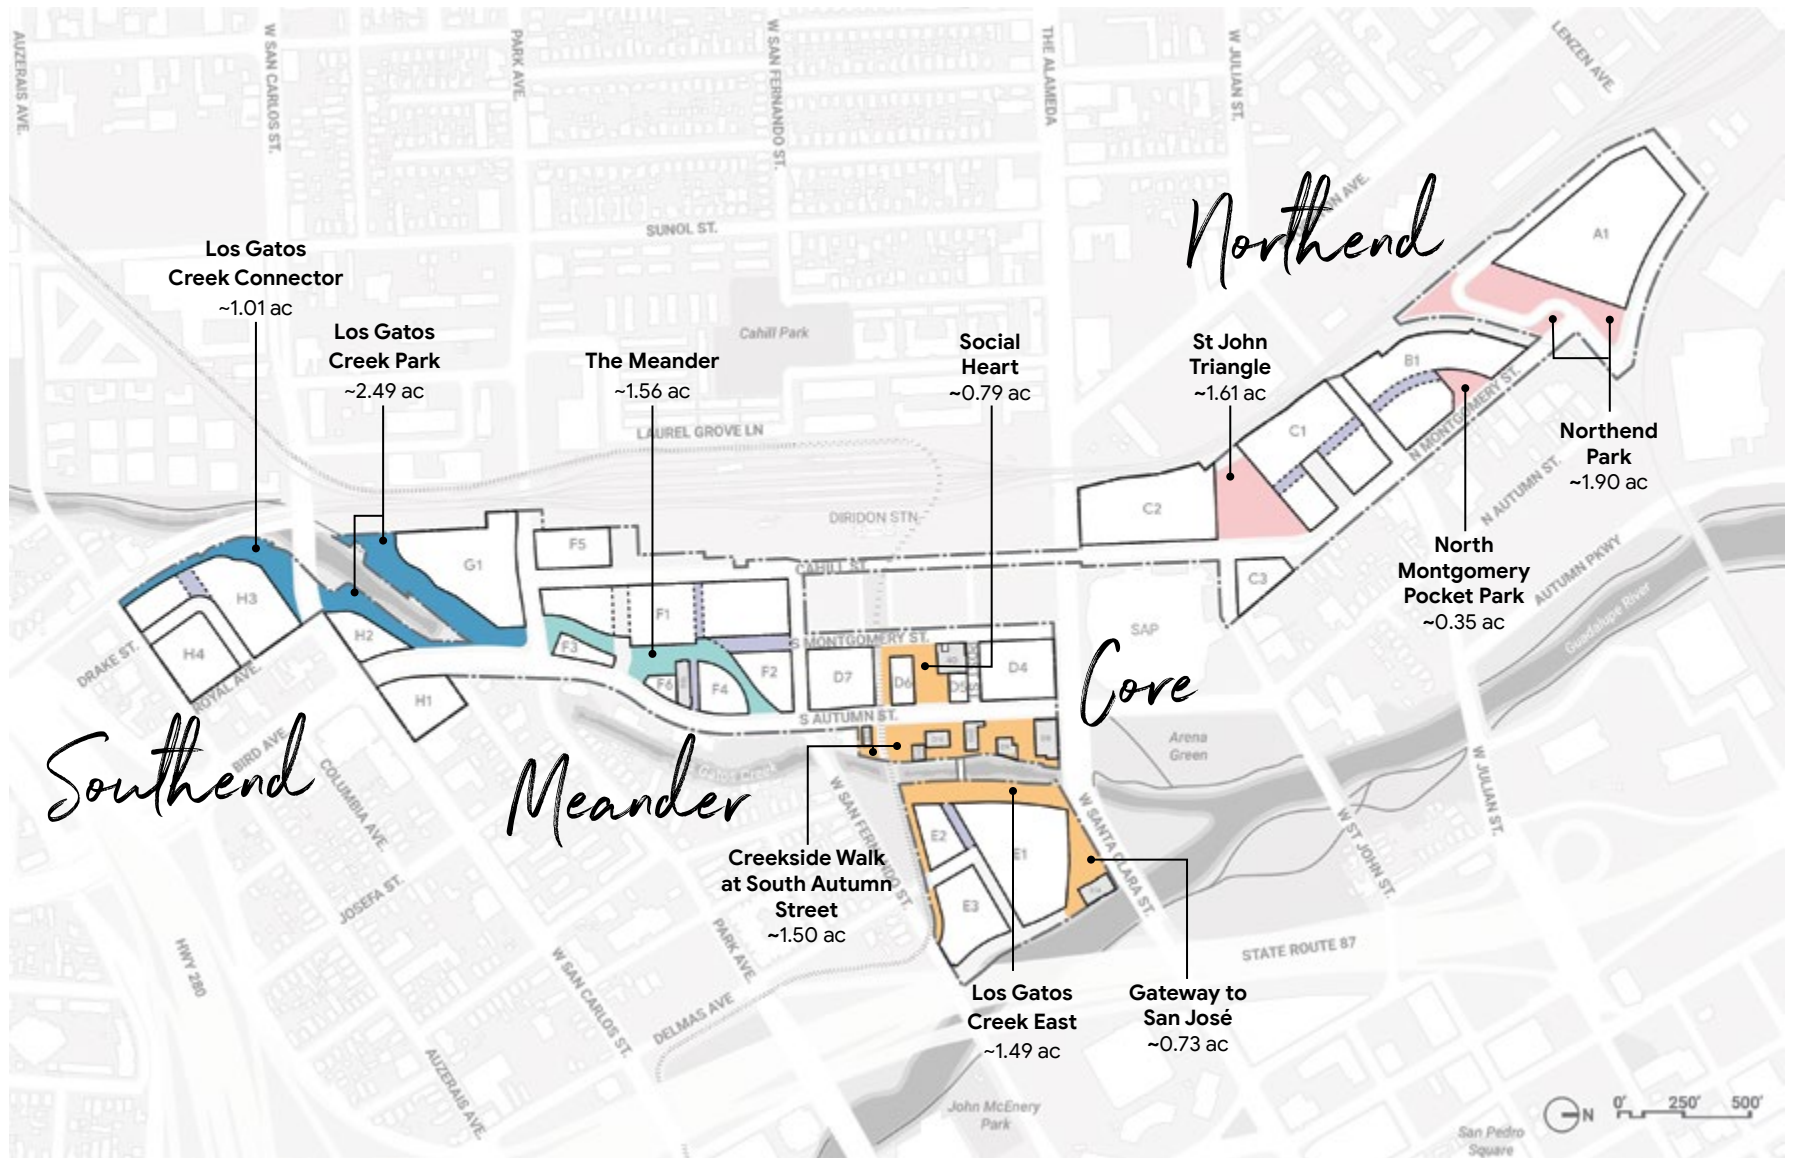 AUZERAIS AVE.
W SAN CARLOS ST.
PARK AVE.
W SAN FERNANDO ST.
THE ALAMEDA
W JULIAN ST.
LENZEN AVE.
SUNOL ST.
Cahill Park
LAUREL GROVE LN
DIRIDON STN
CAHILL ST.
Northend
Los Gatos
Creek Connector
~1.01 ac
Los Gatos
Creek Park
~2.49 ac
The Meander
~1.56 ac
Social
Heart
~0.79 ac
St John
Triangle
~1.61 ac
Northend
Park
~1.90 ac
North
Montgomery
Pocket Park
~0.35 ac
A1
B1
C1
C2
C3
N MONTGOMERY ST.
N AUTUMN ST.
AUTUMN PKWY
Guadalupe River
G1
F5
F1
F3
F6
F4
F2
H3
H4
H2
H1
S MONTGOMERY ST.
S AUTUMN ST.
D7
D6
D5
D4
SAP
Core
Arena
Green
DRAKE ST.
ROYAL AVE.
BIRD AVE.
COLUMBIA AVE.
JOSEFA ST.
Southend
Meander
Gatos Creek
W SAN FERNANDO ST.
W SANTA CLARA ST.
W ST JOHN ST.
W JULIAN ST.
E2
E1
E3
Creekside Walk
at South Autumn
Street
~1.50 ac
Los Gatos
Creek East
~1.49 ac
Gateway to
San José
~0.73 ac
STATE ROUTE 87
HWY 280
AUZERAIS AVE.
W SAN CARLOS ST.
PARK AVE.
DELMAS AVE
John McEnery
Park
San Pedro
Square
N
0' 250' 500'